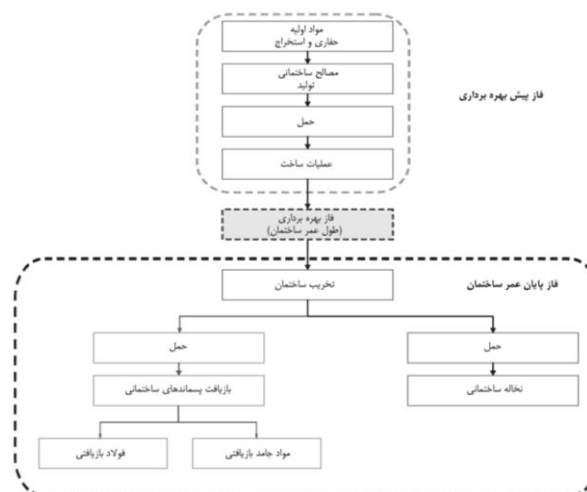 مواد اولیه
حفاری و استخراج
مصالح ساختمانی
تولید
فاز پیش بهره برداری
حمل
عملیات ساخت
فاز بهره برداری
(طول عمر ساختمان)
تخریب ساختمان
فاز پایان عمر ساختمان
حمل
حمل
نخاله ساختمانی
بازیافت پسماندهای ساختمانی
مواد جامد بازیافتی
فولاد بازیافتی